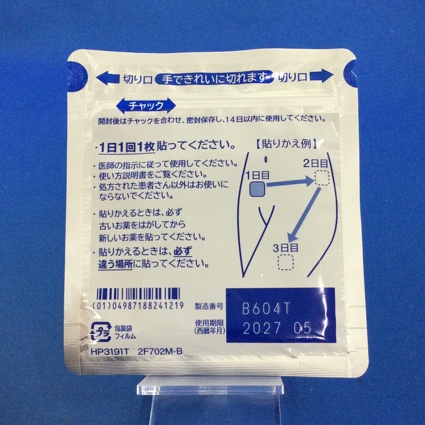 切り口 手できれいに切れます 切り口
チャック
開封後はチャックを合わせ、密封保存し、14日以内に使用してください。
・1日1回1枚貼ってください。
・医師の指示に従って使用してください。
・使い方説明書をご覧ください。
・処方された患者さん以外はお使いに
ならないでください。
・貼りかえるときは、必ず
古いお薬をはがしてから
新しいお薬を貼ってください。
・貼りかえるときは、必ず
違う場所に貼ってください。
【貼りかえ例】
1日目
2日目
3日目
(01)04987188241219
プラ
包装袋
フィルム
製造番号 B604T
使用期限 2027 05
(西暦年月)
HP3191T 2F702M-B